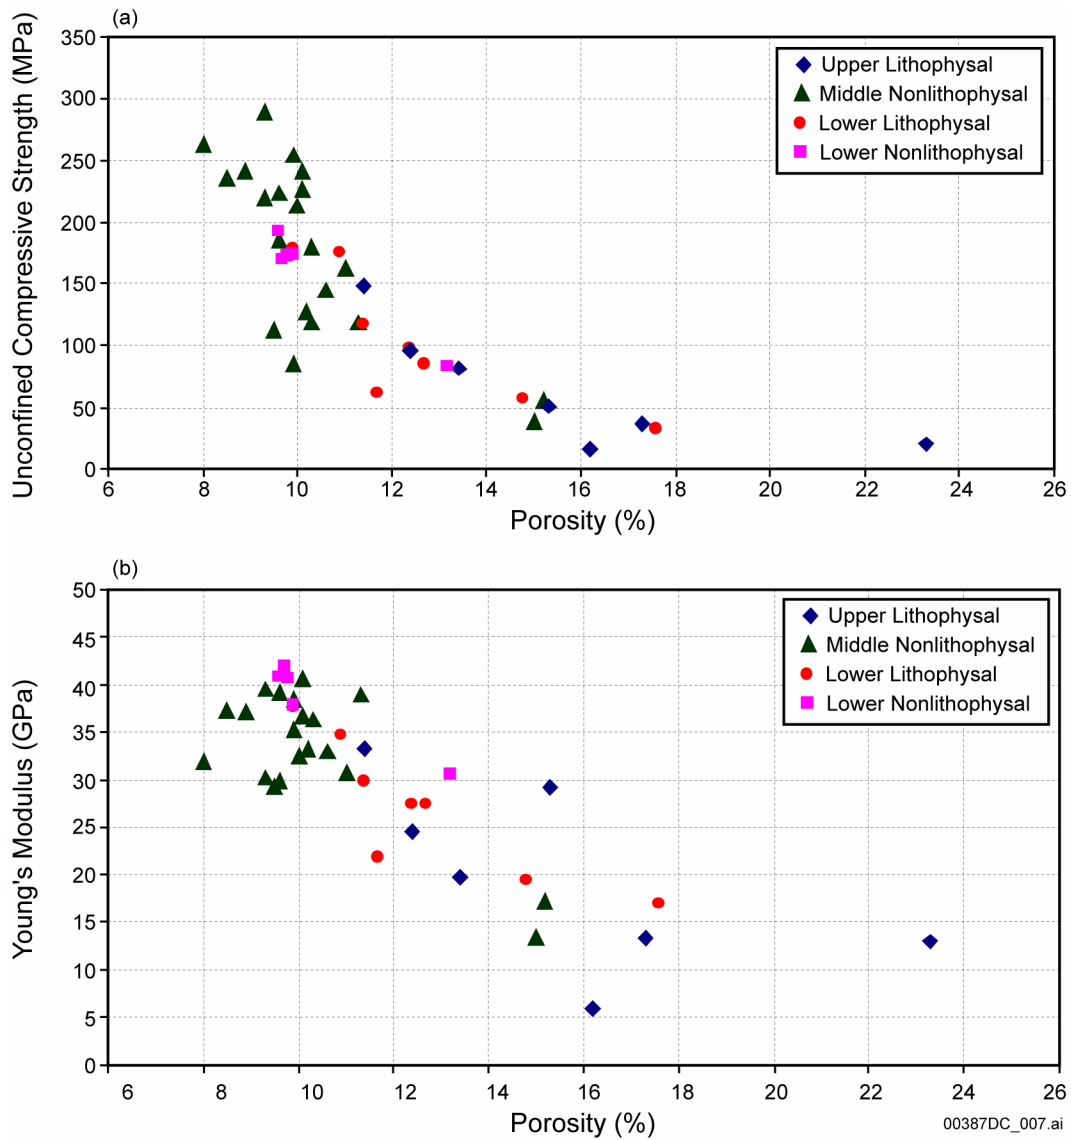 (a)
Unconfined Compressive Strength (MPa)
350
300
250
200
150
100
50
0
Upper Lithophysal
Middle Nonlithophysal
Lower Lithophysal
Lower Nonlithophysal
6 8 10 12 14 16 18 20 22 24 26
Porosity (%)
(b)
Young's Modulus (GPa)
50
45
40
35
30
25
20
15
10
5
0
Upper Lithophysal
Middle Nonlithophysal
Lower Lithophysal
Lower Nonlithophysal
6 8 10 12 14 16 18 20 22 24 26
Porosity (%)
00387DC_007.ai